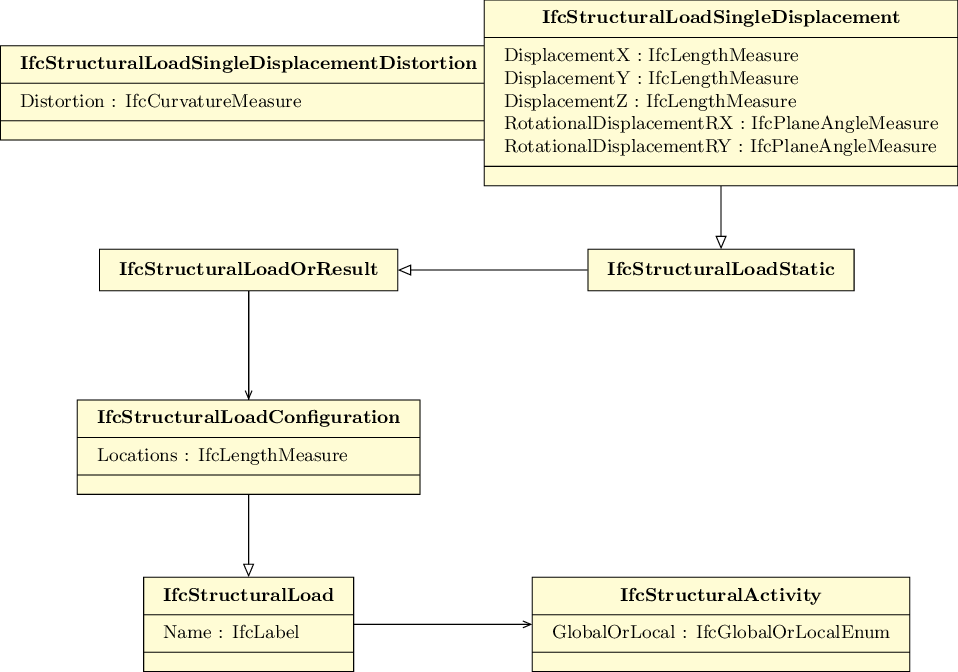 IfcStructuralLoadSingleDisplacement
DisplacementX : IfcLengthMeasure
DisplacementY : IfcLengthMeasure
DisplacementZ : IfcLengthMeasure
RotationalDisplacementRX : IfcPlaneAngleMeasure
RotationalDisplacementRY : IfcPlaneAngleMeasure
IfcStructuralLoadSingleDisplacementDistortion
Distortion : IfcCurvatureMeasure
IfcStructuralLoadOrResult
IfcStructuralLoadStatic
IfcStructuralLoadConfiguration
Locations : IfcLengthMeasure
IfcStructuralLoad
Name : IfcLabel
IfcStructuralActivity
GlobalOrLocal : IfcGlobalOrLocalEnum